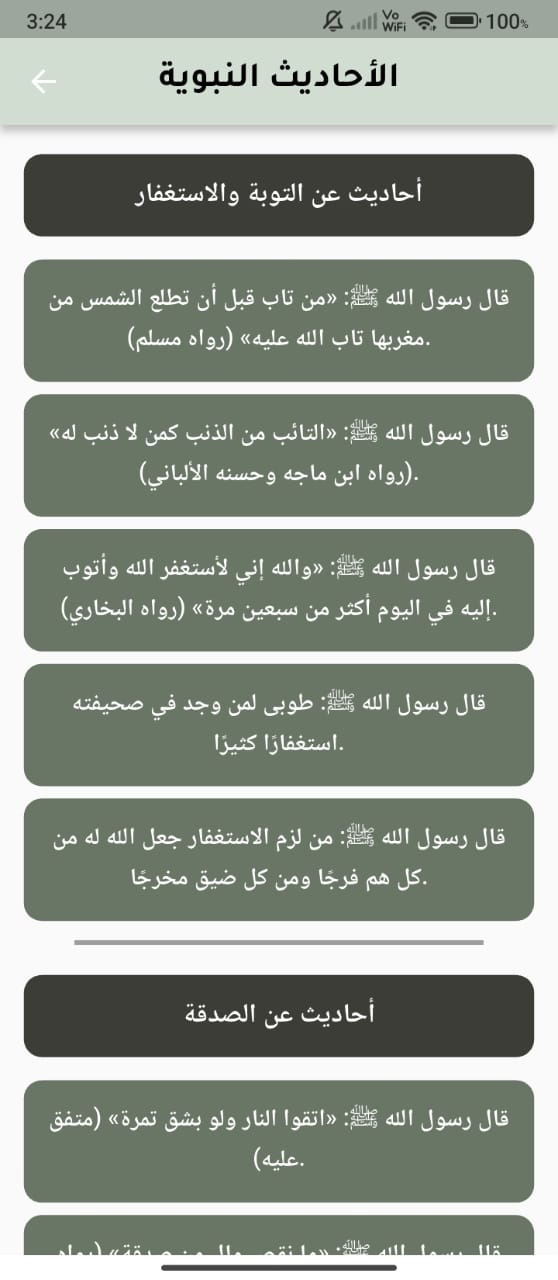 3:24
Vo WiFi
100%
الأحاديث النبوية
أحاديث عن التوبة والاستغفار
قال رسول الله ﷺ: «من تاب قبل أن تطلع الشمس من
مغربها تاب الله عليه» (رواه مسلم).
قال رسول الله ﷺ: «التائب من الذنب كمن لا ذنب له»
(رواه ابن ماجه وحسنه الألباني).
قال رسول الله ﷺ: «والله إني لأستغفر الله وأتوب
إليه في اليوم أكثر من سبعين مرة» (رواه البخاري).
قال رسول الله ﷺ: طوبى لمن وجد في صحيفته
استغفارًا كثيرًا.
قال رسول الله ﷺ: من لزم الاستغفار جعل الله له من
كل هم فرجًا ومن كل ضيق مخرجًا.
أحاديث عن الصدقة
قال رسول الله ﷺ: «اتقوا النار ولو بشق تمرة» (متفق
عليه).
قال رسول الله ﷺ: «ما نقص مال من صدقة» (رواه